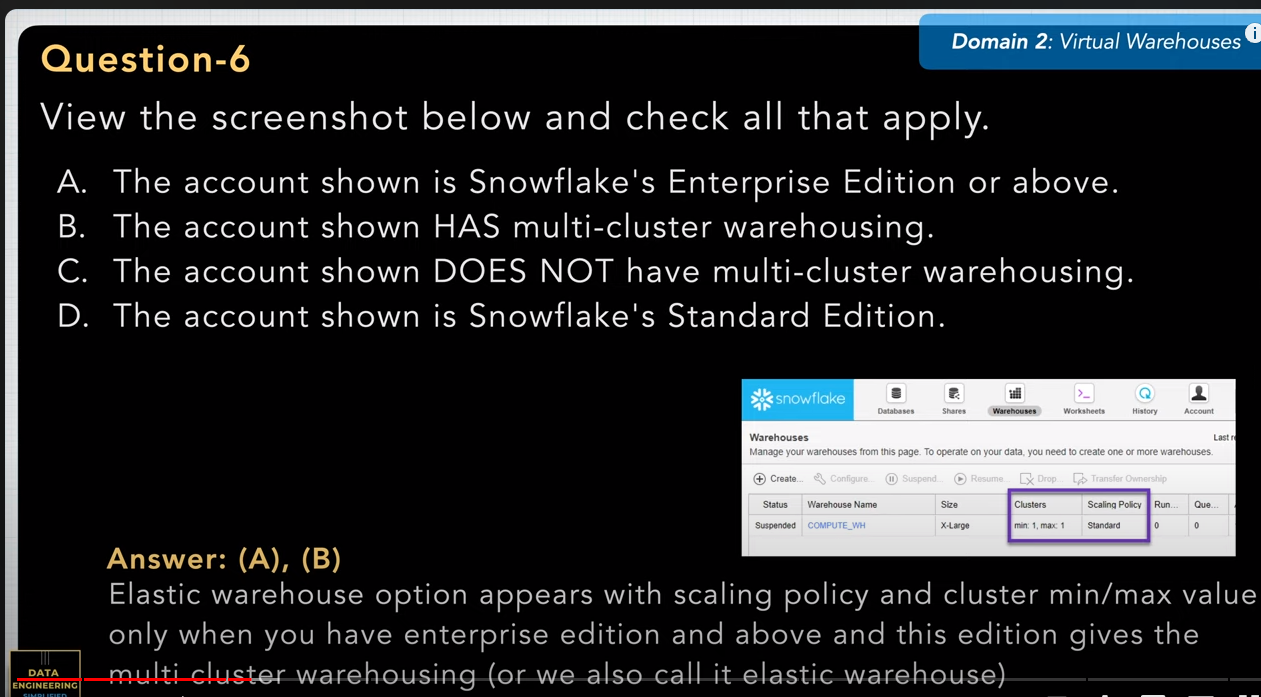 Domain 2: Virtual Warehouses
Question-6
View the screenshot below and check all that apply.
A. The account shown is Snowflake's Enterprise Edition or above.
B. The account shown HAS multi-cluster warehousing.
C. The account shown DOES NOT have multi-cluster warehousing.
D. The account shown is Snowflake's Standard Edition.
snowflake
Databases Shares Warehouses Worksheets History Account
Warehouses Last re
Manage your warehouses from this page. To operate on your data, you need to create one or more warehouses.
Create... Configure... Suspend... Resume... Drop... Transfer Ownership
Status Warehouse Name Size Clusters Scaling Policy Run... Que...
Suspended COMPUTE_WH X-Large min: 1, max: 1 Standard 0 0
Answer: (A), (B)
Elastic warehouse option appears with scaling policy and cluster min/max value
only when you have enterprise edition and above and this edition gives the
multi cluster warehousing (or we also call it elastic warehouse)
DATA
ENGINEERING
SIMPLIFIED